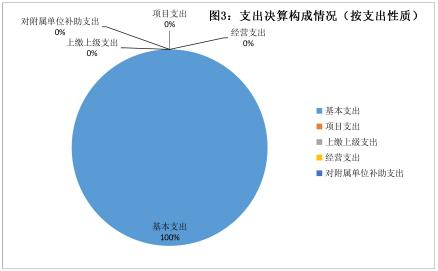 图3：支出决算构成情况（按支出性质）
项目支出
0%
对附属单位补助支出
0%
经营支出
0%
上缴上级支出
0%
基本支出
100%
基本支出
项目支出
上缴上级支出
经营支出
对附属单位补助支出